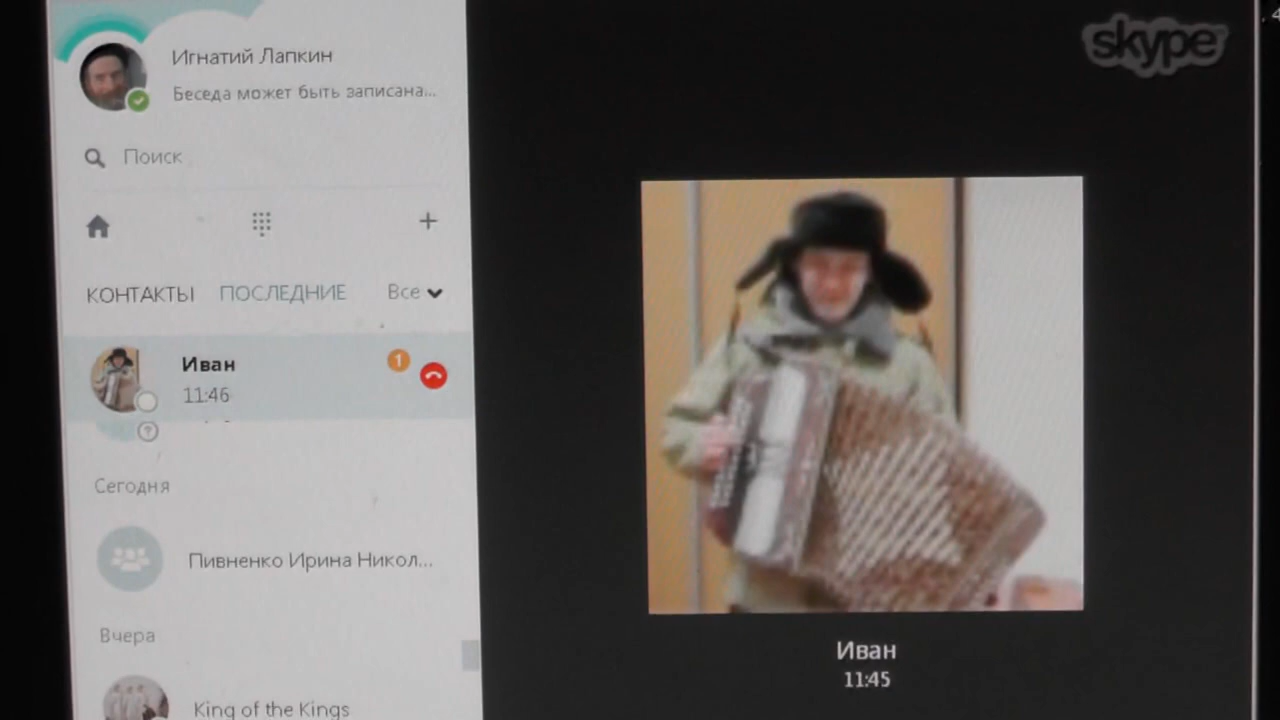 Игнатий Лапкин
Беседа может быть записана...
Поиск
КОНТАКТЫ ПОСЛЕДНИЕ Все
Иван
1
11:46
?
Сегодня
Пивненко Ирина Никол...
Вчера
King of the Kings
skype
Иван
11:45